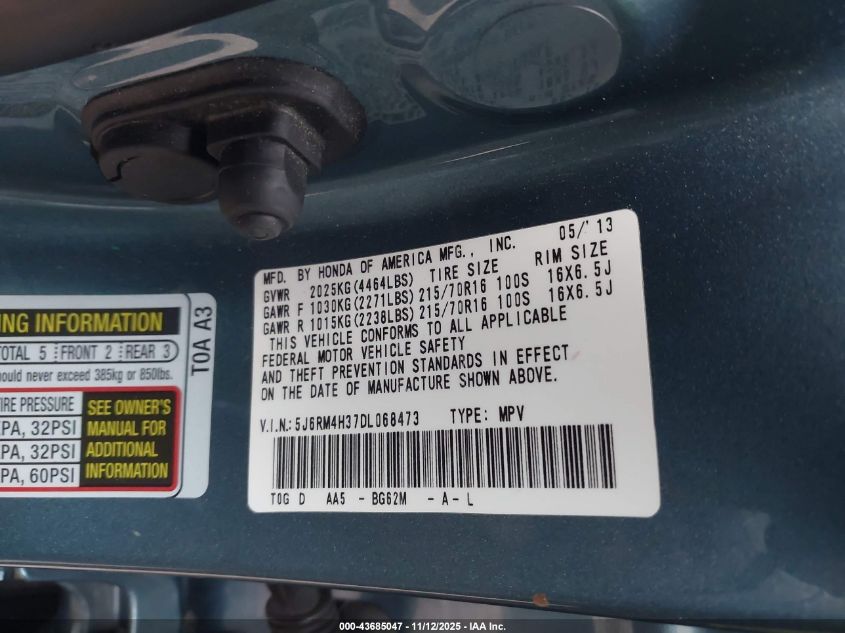 MFD. BY HONDA OF AMERICA MFG., INC. 05/'13
GVWR 2025KG(4464LBS) TIRE SIZE RIM SIZE
GAWR F 1030KG(2271LBS) 215/70R16 100S 16X6.5J
GAWR R 1015KG(2238LBS) 215/70R16 100S 16X6.5J
THIS VEHICLE CONFORMS TO ALL APPLICABLE
FEDERAL MOTOR VEHICLE SAFETY
AND THEFT PREVENTION STANDARDS IN EFFECT
ON THE DATE OF MANUFACTURE SHOWN ABOVE.
V.I.N.: 5J6RM4H37DL068473 TYPE: MPV
T0G D AA5 - BG62M - A - L
NG INFORMATION
TOTAL 5 FRONT 2 REAR 3
ould never exceed 385kg or 850lbs.
IRE PRESSURE
PA, 32PSI
PA, 32PSI
PA, 60PSI
SEE OWNER'S
MANUAL FOR
ADDITIONAL
INFORMATION
T0A A3
000-43685047 - 11/12/2025 - IAA Inc.